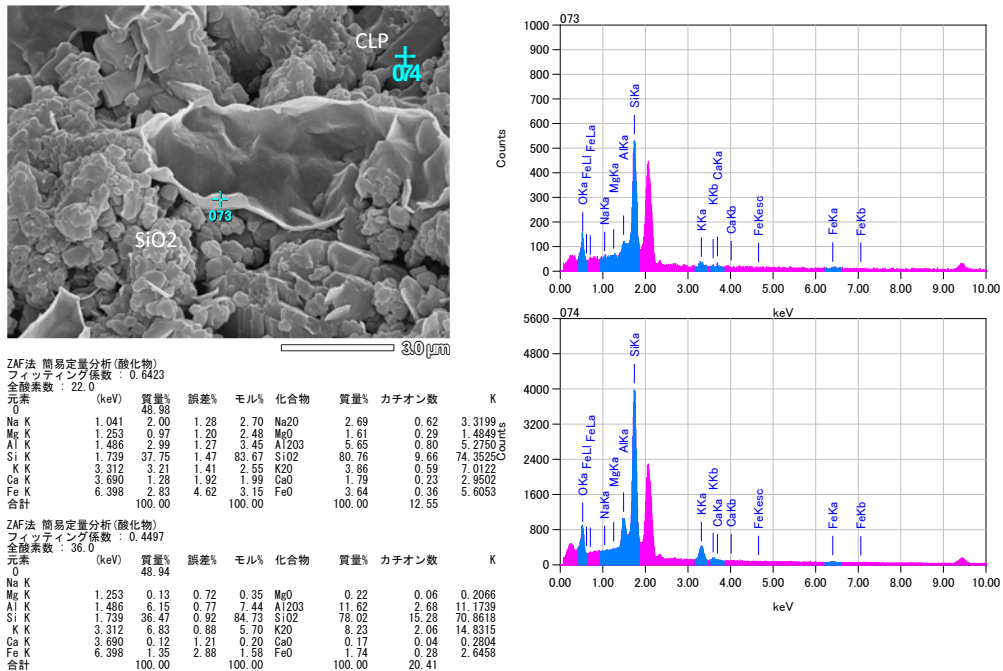 CLP
074
073
SiO2
3.0 μm
ZAF法 簡易定量分析(酸化物)
フィッティング係数 : 0.6423
全酸素数 : 22.0
元素 (keV) 質量% 誤差% モル% 化合物 質量% カチオン数 K
O 48.98
Na K 1.041 2.00 1.28 2.70 Na2O 2.69 0.62 3.3199
Mg K 1.253 0.97 1.20 2.48 MgO 1.61 0.29 1.4849
Al K 1.486 2.99 1.27 3.45 Al2O3 5.65 0.80 5.2750
Si K 1.739 37.75 1.47 83.67 SiO2 80.76 9.66 74.3525
K K 3.312 3.21 1.41 2.55 K2O 3.86 0.59 7.0122
Ca K 3.690 1.28 1.92 1.99 CaO 1.79 0.23 2.9502
Fe K 6.398 2.83 4.62 3.15 FeO 3.64 0.36 5.6053
合計 100.00 100.00 100.00 12.55
ZAF法 簡易定量分析(酸化物)
フィッティング係数 : 0.4497
全酸素数 : 36.0
元素 (keV) 質量% 誤差% モル% 化合物 質量% カチオン数 K
O 48.94
Na K
Mg K 1.253 0.13 0.72 0.35 MgO 0.22 0.06 0.2066
Al K 1.486 6.15 0.77 7.44 Al2O3 11.62 2.68 11.1739
Si K 1.739 36.47 0.92 84.73 SiO2 78.02 15.28 70.8618
K K 3.312 6.83 0.88 5.70 K2O 8.23 2.06 14.8315
Ca K 3.690 0.12 1.21 0.20 CaO 0.17 0.04 0.2804
Fe K 6.398 1.35 2.88 1.58 FeO 1.74 0.28 2.6458
合計 100.00 100.00 100.00 20.41
073
Counts
1000
900
800
700
600
500
400
300
200
100
0
OKa FeLl FeLa NaKa MgKa AlKa SiKa KKa KKb CaKa CaKb FeKesc FeKa FeKb
0.00 1.00 2.00 3.00 4.00 5.00 6.00 7.00 8.00 9.00 10.00
keV
074
Counts
5600
4800
4000
3200
2400
1600
800
0
OKa FeLl FeLa NaKa MgKa AlKa SiKa KKa KKb CaKa CaKb FeKesc FeKa FeKb
0.00 1.00 2.00 3.00 4.00 5.00 6.00 7.00 8.00 9.00 10.00
keV